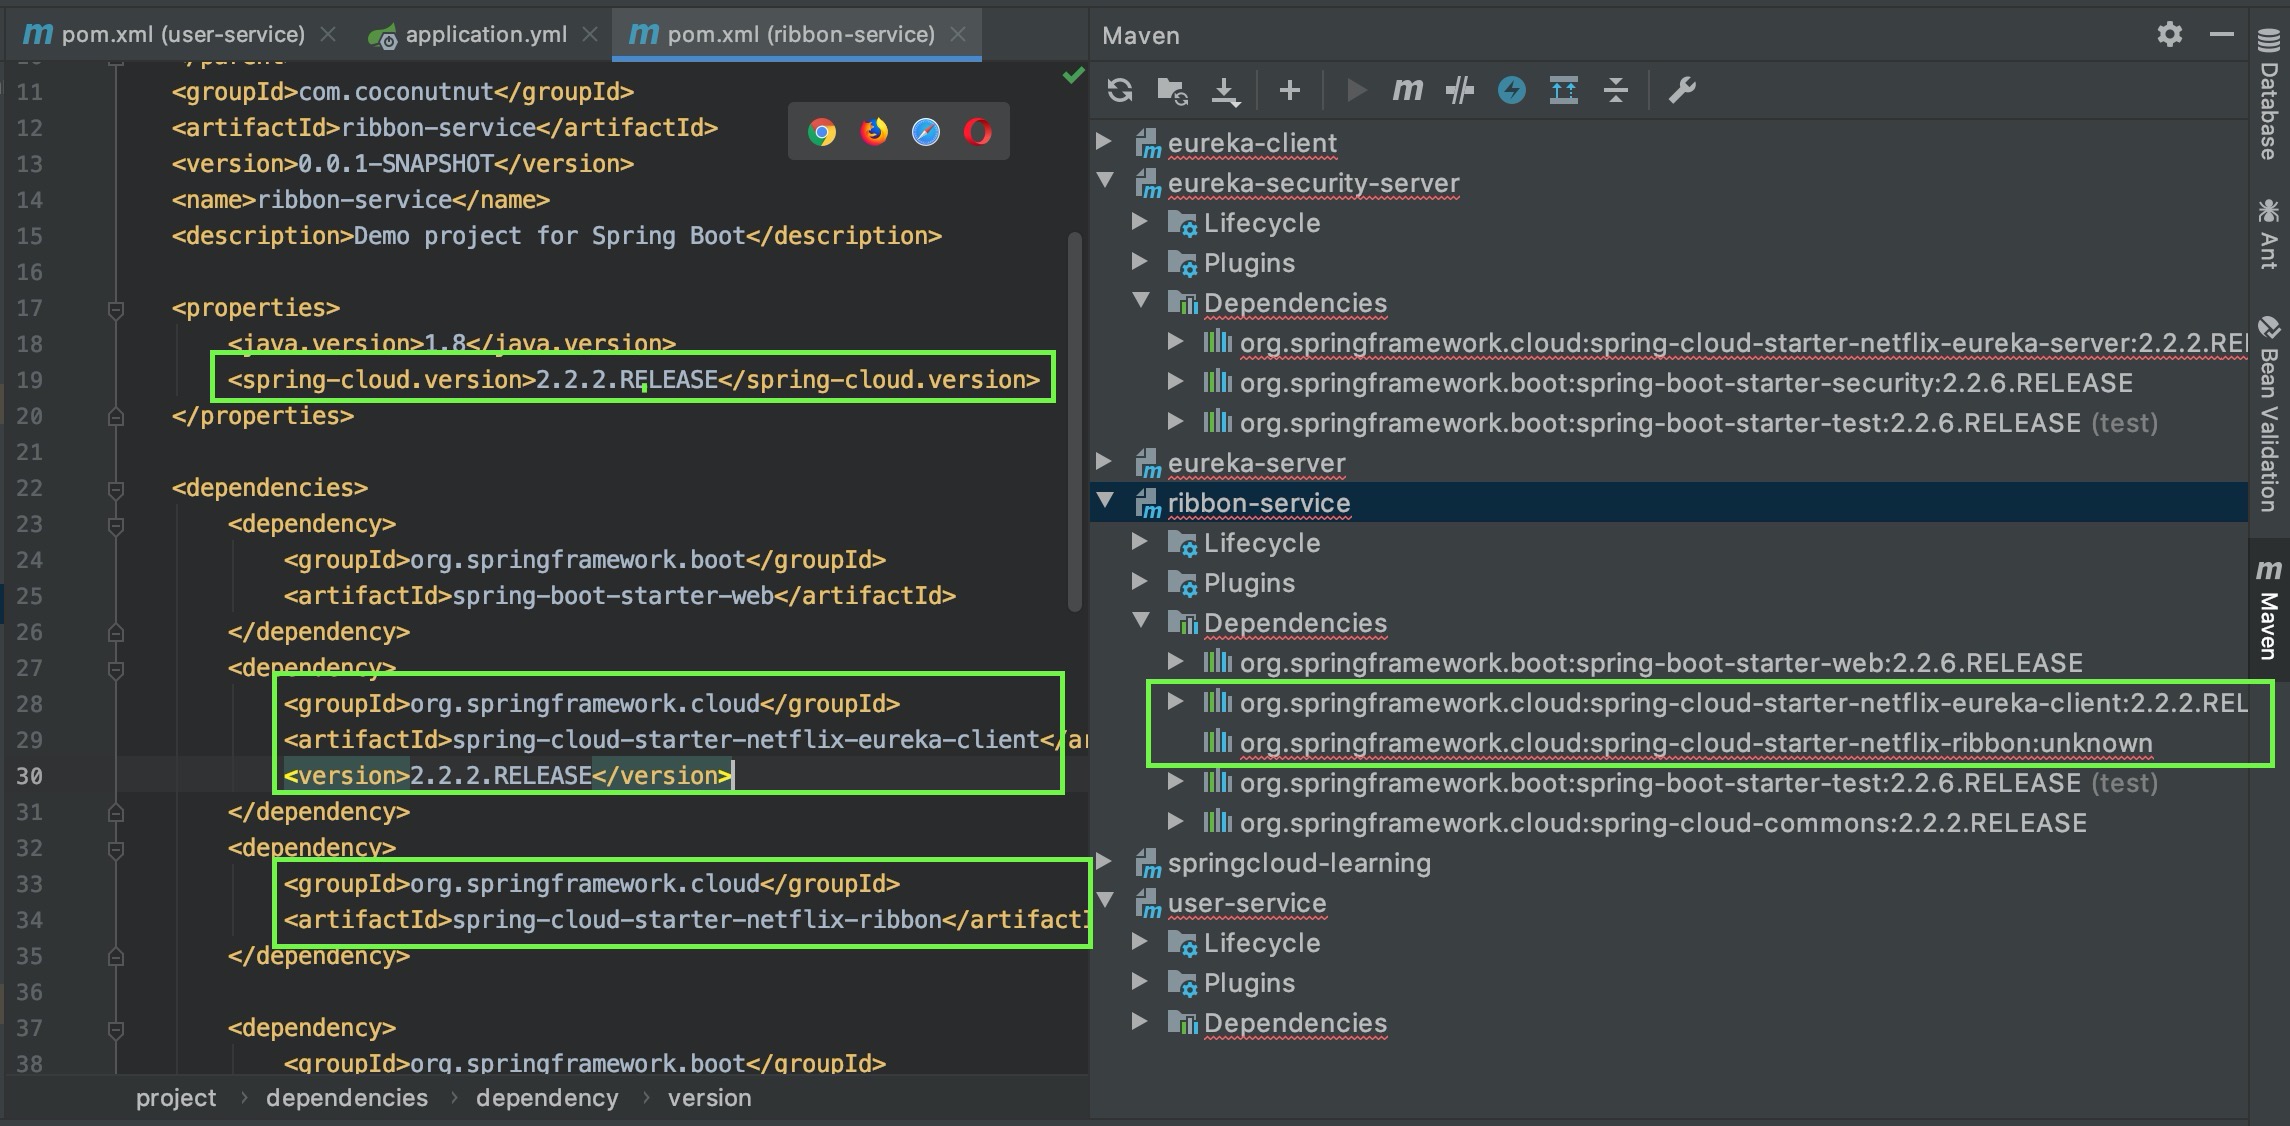 pom.xml (user-service)
application.yml
pom.xml (ribbon-service)
11 <groupId>com.coconutnut</groupId>
12 <artifactId>ribbon-service</artifactId>
13 <version>0.0.1-SNAPSHOT</version>
14 <name>ribbon-service</name>
15 <description>Demo project for Spring Boot</description>
16
17 <properties>
18 <java.version>1.8</java.version>
19 <spring-cloud.version>2.2.2.RELEASE</spring-cloud.version>
20 </properties>
21
22 <dependencies>
23 <dependency>
24 <groupId>org.springframework.boot</groupId>
25 <artifactId>spring-boot-starter-web</artifactId>
26 </dependency>
27 <dependency>
28 <groupId>org.springframework.cloud</groupId>
29 <artifactId>spring-cloud-starter-netflix-eureka-client</ar
30 <version>2.2.2.RELEASE</version>
31 </dependency>
32 <dependency>
33 <groupId>org.springframework.cloud</groupId>
34 <artifactId>spring-cloud-starter-netflix-ribbon</artifactI
35 </dependency>
36
37 <dependency>
38 <groupId>org.springframework.boot</groupId>
project › dependencies › dependency › version
Maven
eureka-client
eureka-security-server
Lifecycle
Plugins
Dependencies
org.springframework.cloud:spring-cloud-starter-netflix-eureka-server:2.2.2.REL
org.springframework.boot:spring-boot-starter-security:2.2.6.RELEASE
org.springframework.boot:spring-boot-starter-test:2.2.6.RELEASE (test)
eureka-server
ribbon-service
Lifecycle
Plugins
Dependencies
org.springframework.boot:spring-boot-starter-web:2.2.6.RELEASE
org.springframework.cloud:spring-cloud-starter-netflix-eureka-client:2.2.2.REL
org.springframework.cloud:spring-cloud-starter-netflix-ribbon:unknown
org.springframework.boot:spring-boot-starter-test:2.2.6.RELEASE (test)
org.springframework.cloud:spring-cloud-commons:2.2.2.RELEASE
springcloud-learning
user-service
Lifecycle
Plugins
Dependencies
Database
Ant
Bean Validation
Maven